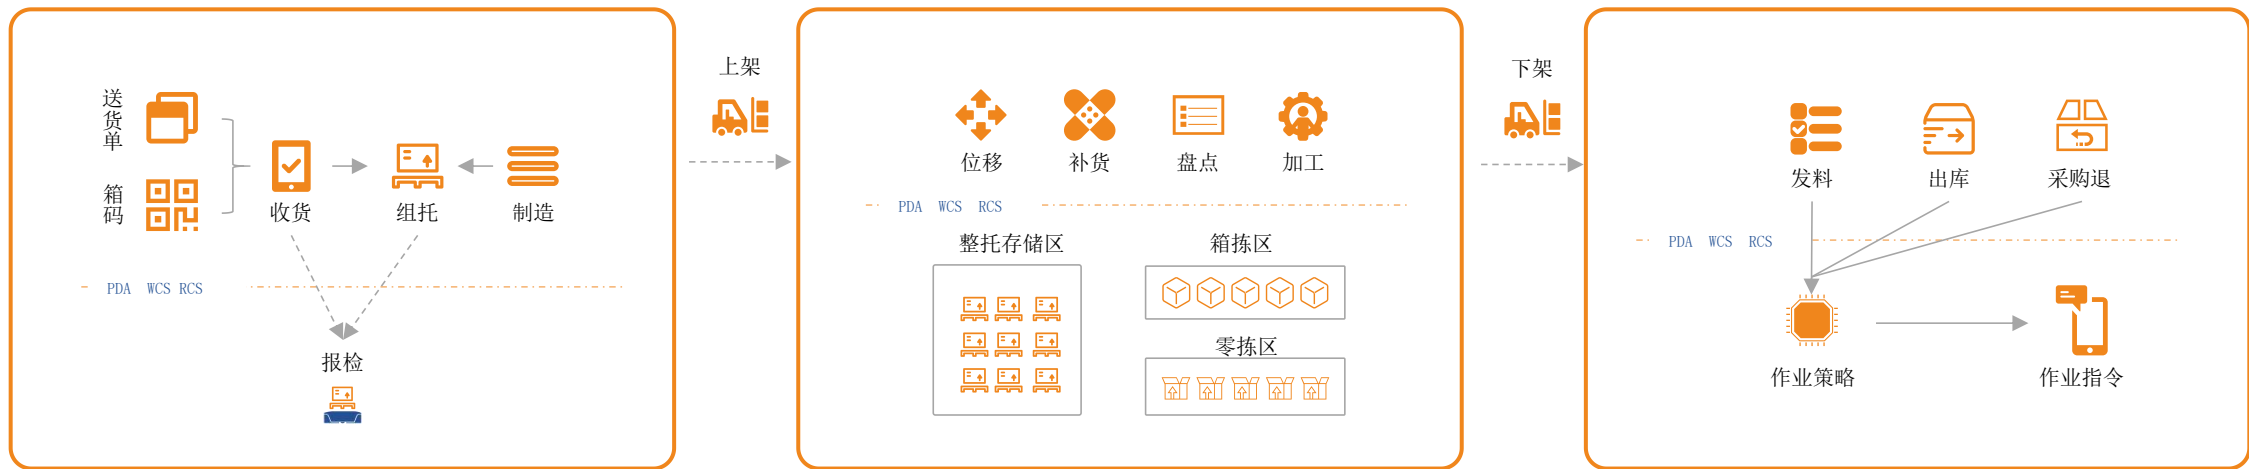 送货单
箱码
收货
组托
制造
PDA WCS RCS
报检
上架
位移
补货
盘点
加工
PDA WCS RCS
整托存储区
箱拣区
零拣区
下架
发料
出库
采购退
PDA WCS RCS
作业策略
作业指令